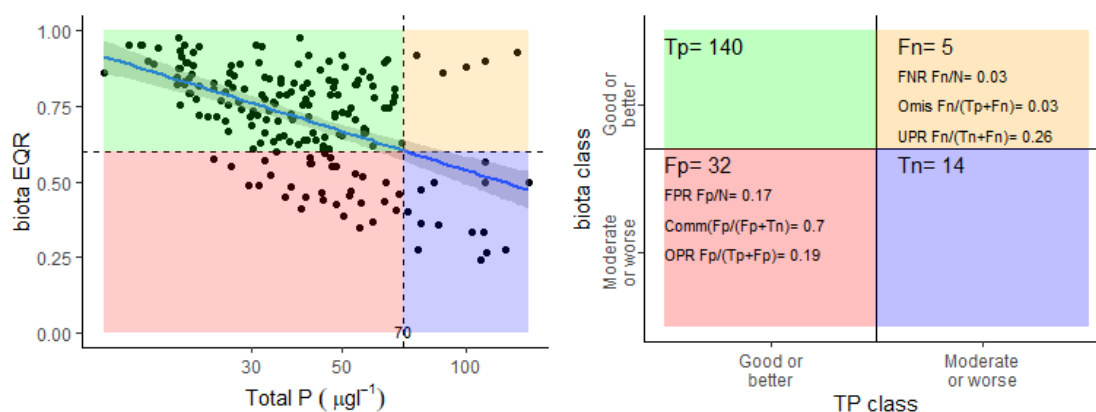 1.00
0.75
0.50
0.25
0.00
biota EQR
70
30
50
100
Total P ( μgl⁻¹)
Good or
better
Moderate
or worse
biota class
Tp= 140
Fn= 5
FNR Fn/N= 0.03
Omis Fn/(Tp+Fn)= 0.03
UPR Fn/(Tn+Fn)= 0.26
Fp= 32
FPR Fp/N= 0.17
Comm(Fp/(Fp+Tn)= 0.7
OPR Fp/(Tp+Fp)= 0.19
Tn= 14
Good or
better
Moderate
or worse
TP class